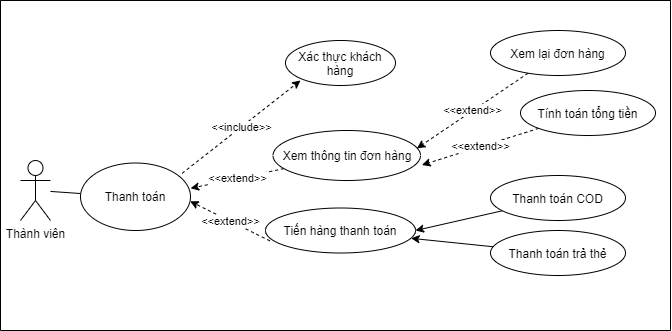 Xác thực khách
hàng
Xem lại đơn hàng
<<extend>>
Tính toán tổng tiền
<<include>>
<<extend>>
Xem thông tin đơn hàng
<<extend>>
Thanh toán
Thanh toán COD
<<extend>>
Tiến hàng thanh toán
Thành viên
Thanh toán trả thẻ